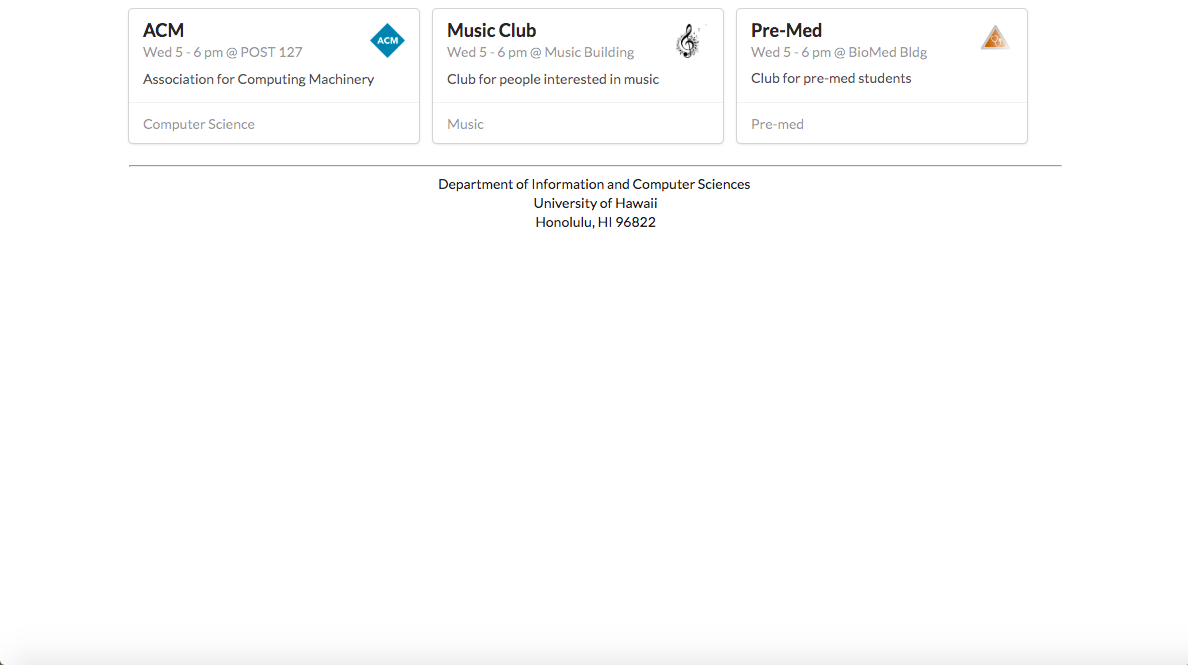 ACM
Wed 5 - 6 pm @ POST 127
ACM
Association for Computing Machinery
Computer Science
Music Club
Wed 5 - 6 pm @ Music Building
Club for people interested in music
Music
Pre-Med
Wed 5 - 6 pm @ BioMed Bldg
Club for pre-med students
Pre-med
Department of Information and Computer Sciences
University of Hawaii
Honolulu, HI 96822